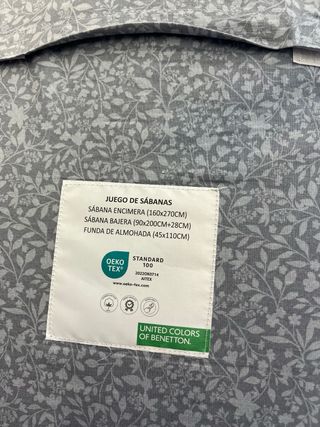 JUEGO DE SÁBANAS
SÁBANA ENCIMERA (160x270CM)
SÁBANA BAJERA (90x200CM+28CM)
FUNDA DE ALMOHADA (45x110CM)
OEKO
TEX®
STANDARD
100
2022OK0714
AITEX
www.oeko-tex.com
UNITED COLORS
OF BENETTON.